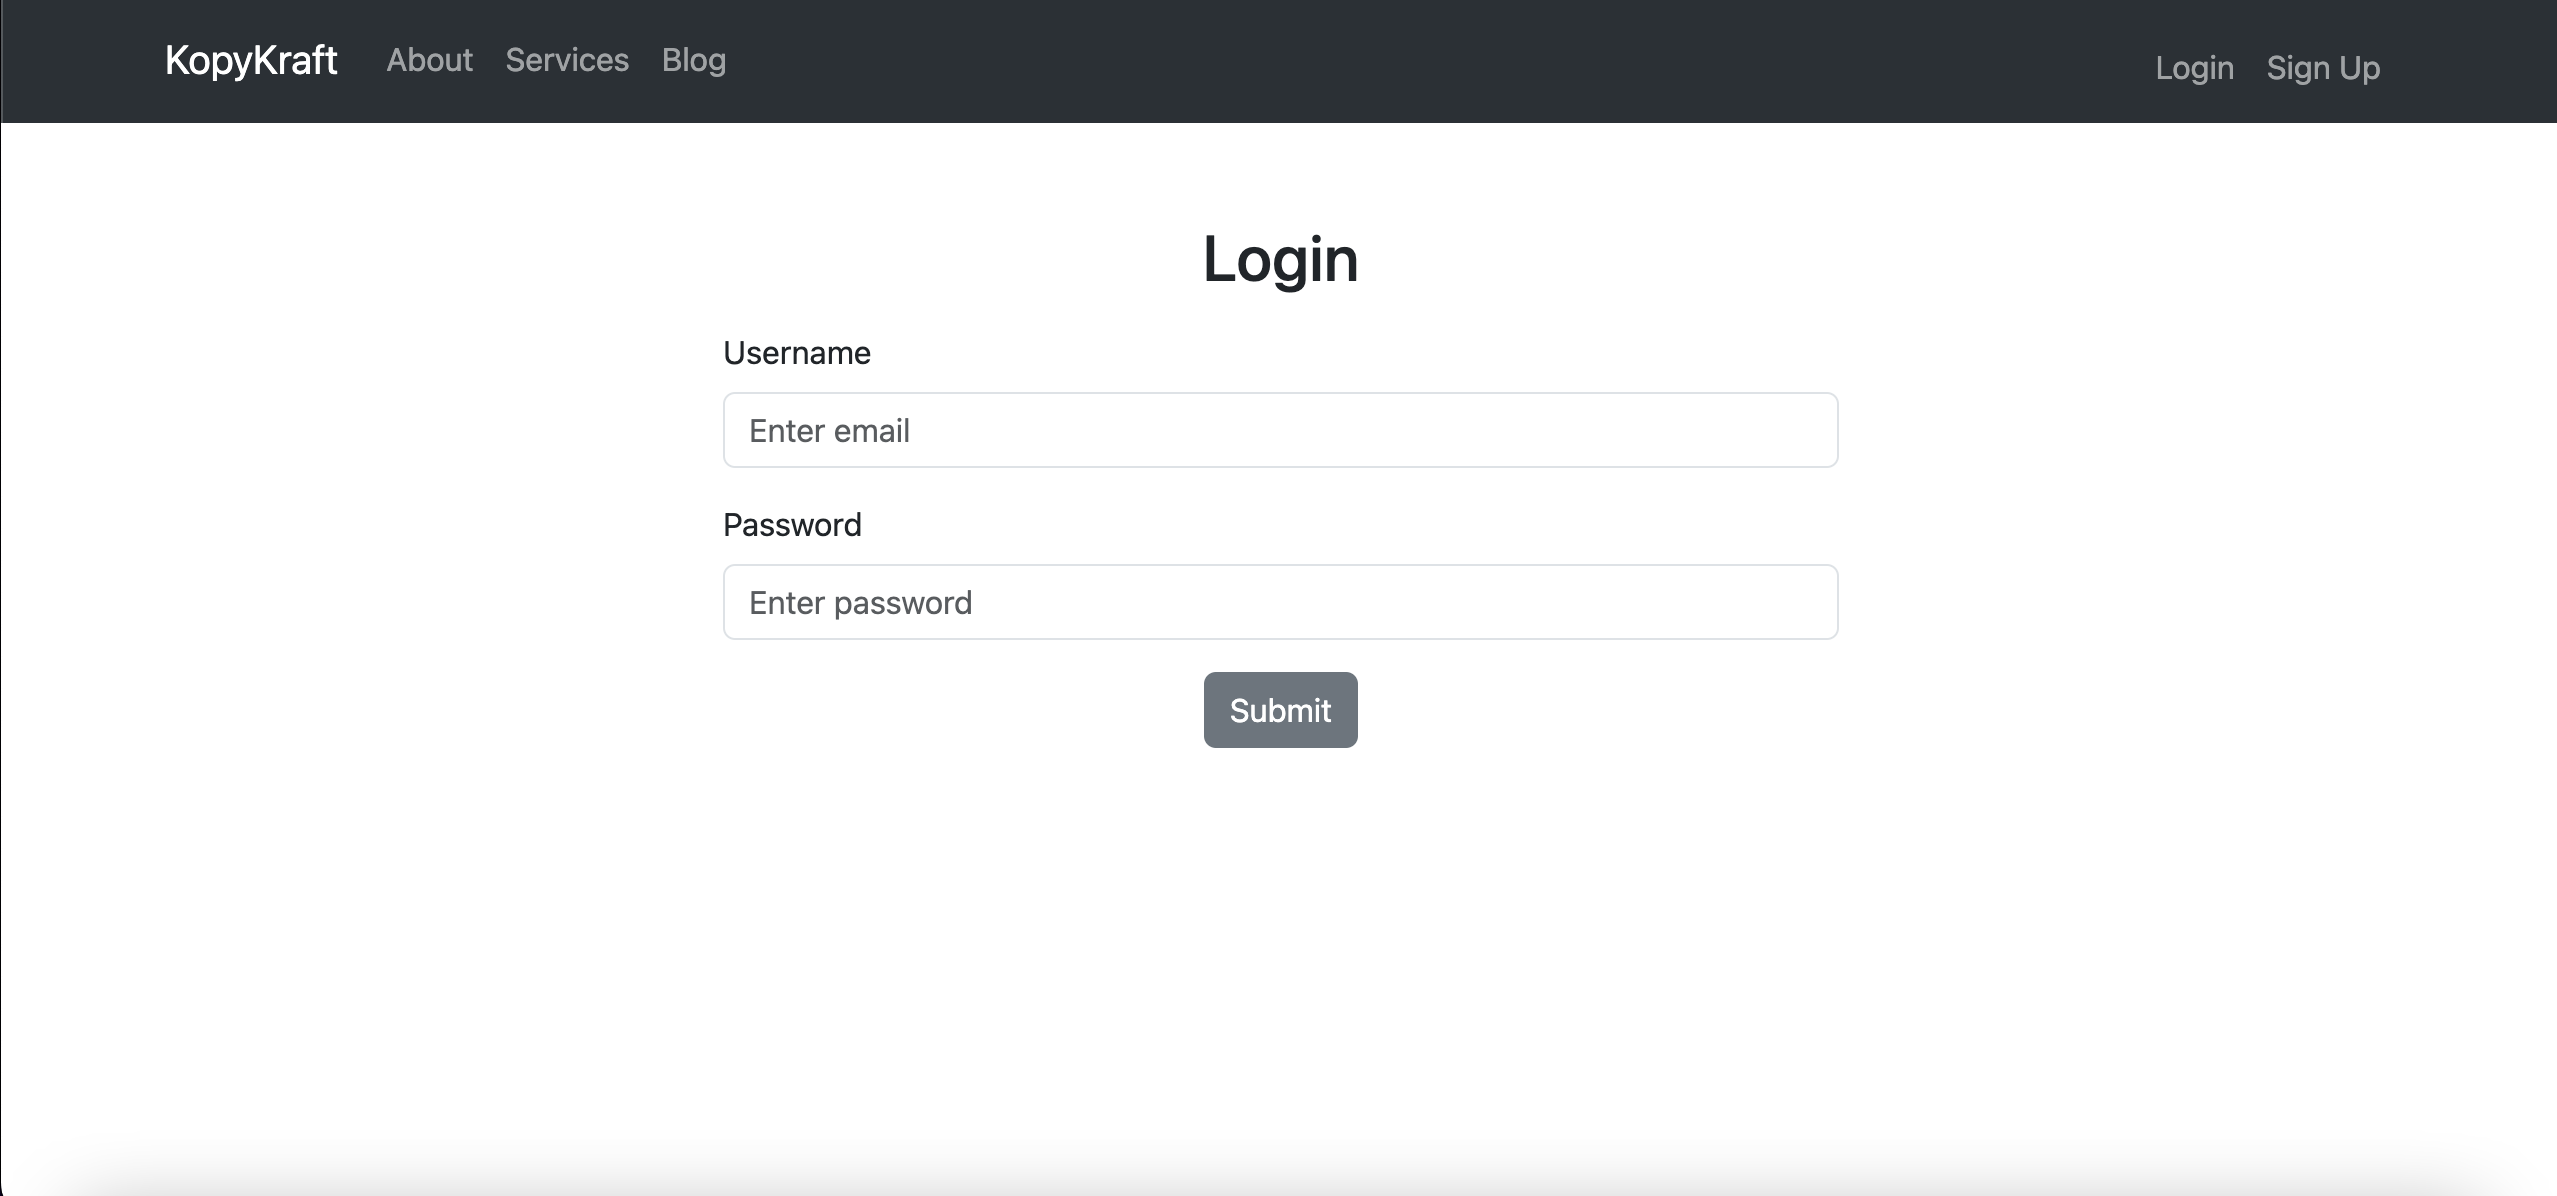 KopyKraft About Services Blog Login Sign Up
Login
Username
Enter email
Password
Enter password
Submit